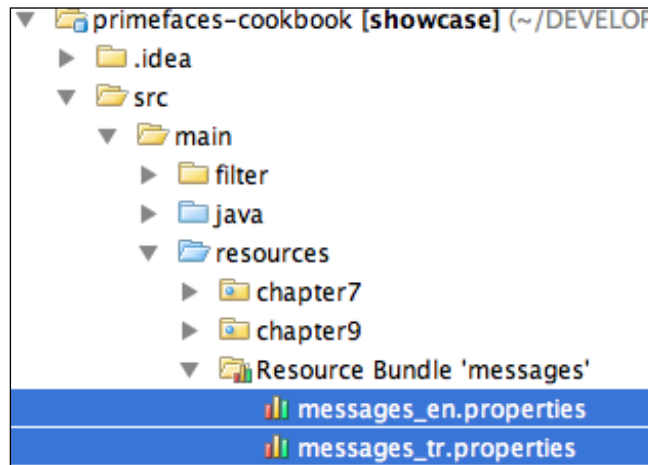 primefaces-cookbook [showcase] (~/DEVELOP
.idea
src
main
filter
java
resources
chapter7
chapter9
Resource Bundle 'messages'
messages_en.properties
messages_tr.properties